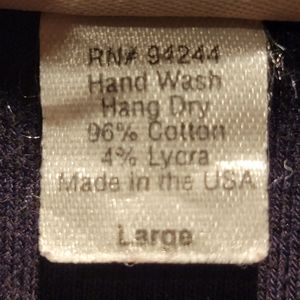 RN# 94244
Hand Wash
Hang Dry
96% Cotton
4% Lycra
Made in the USA
Large